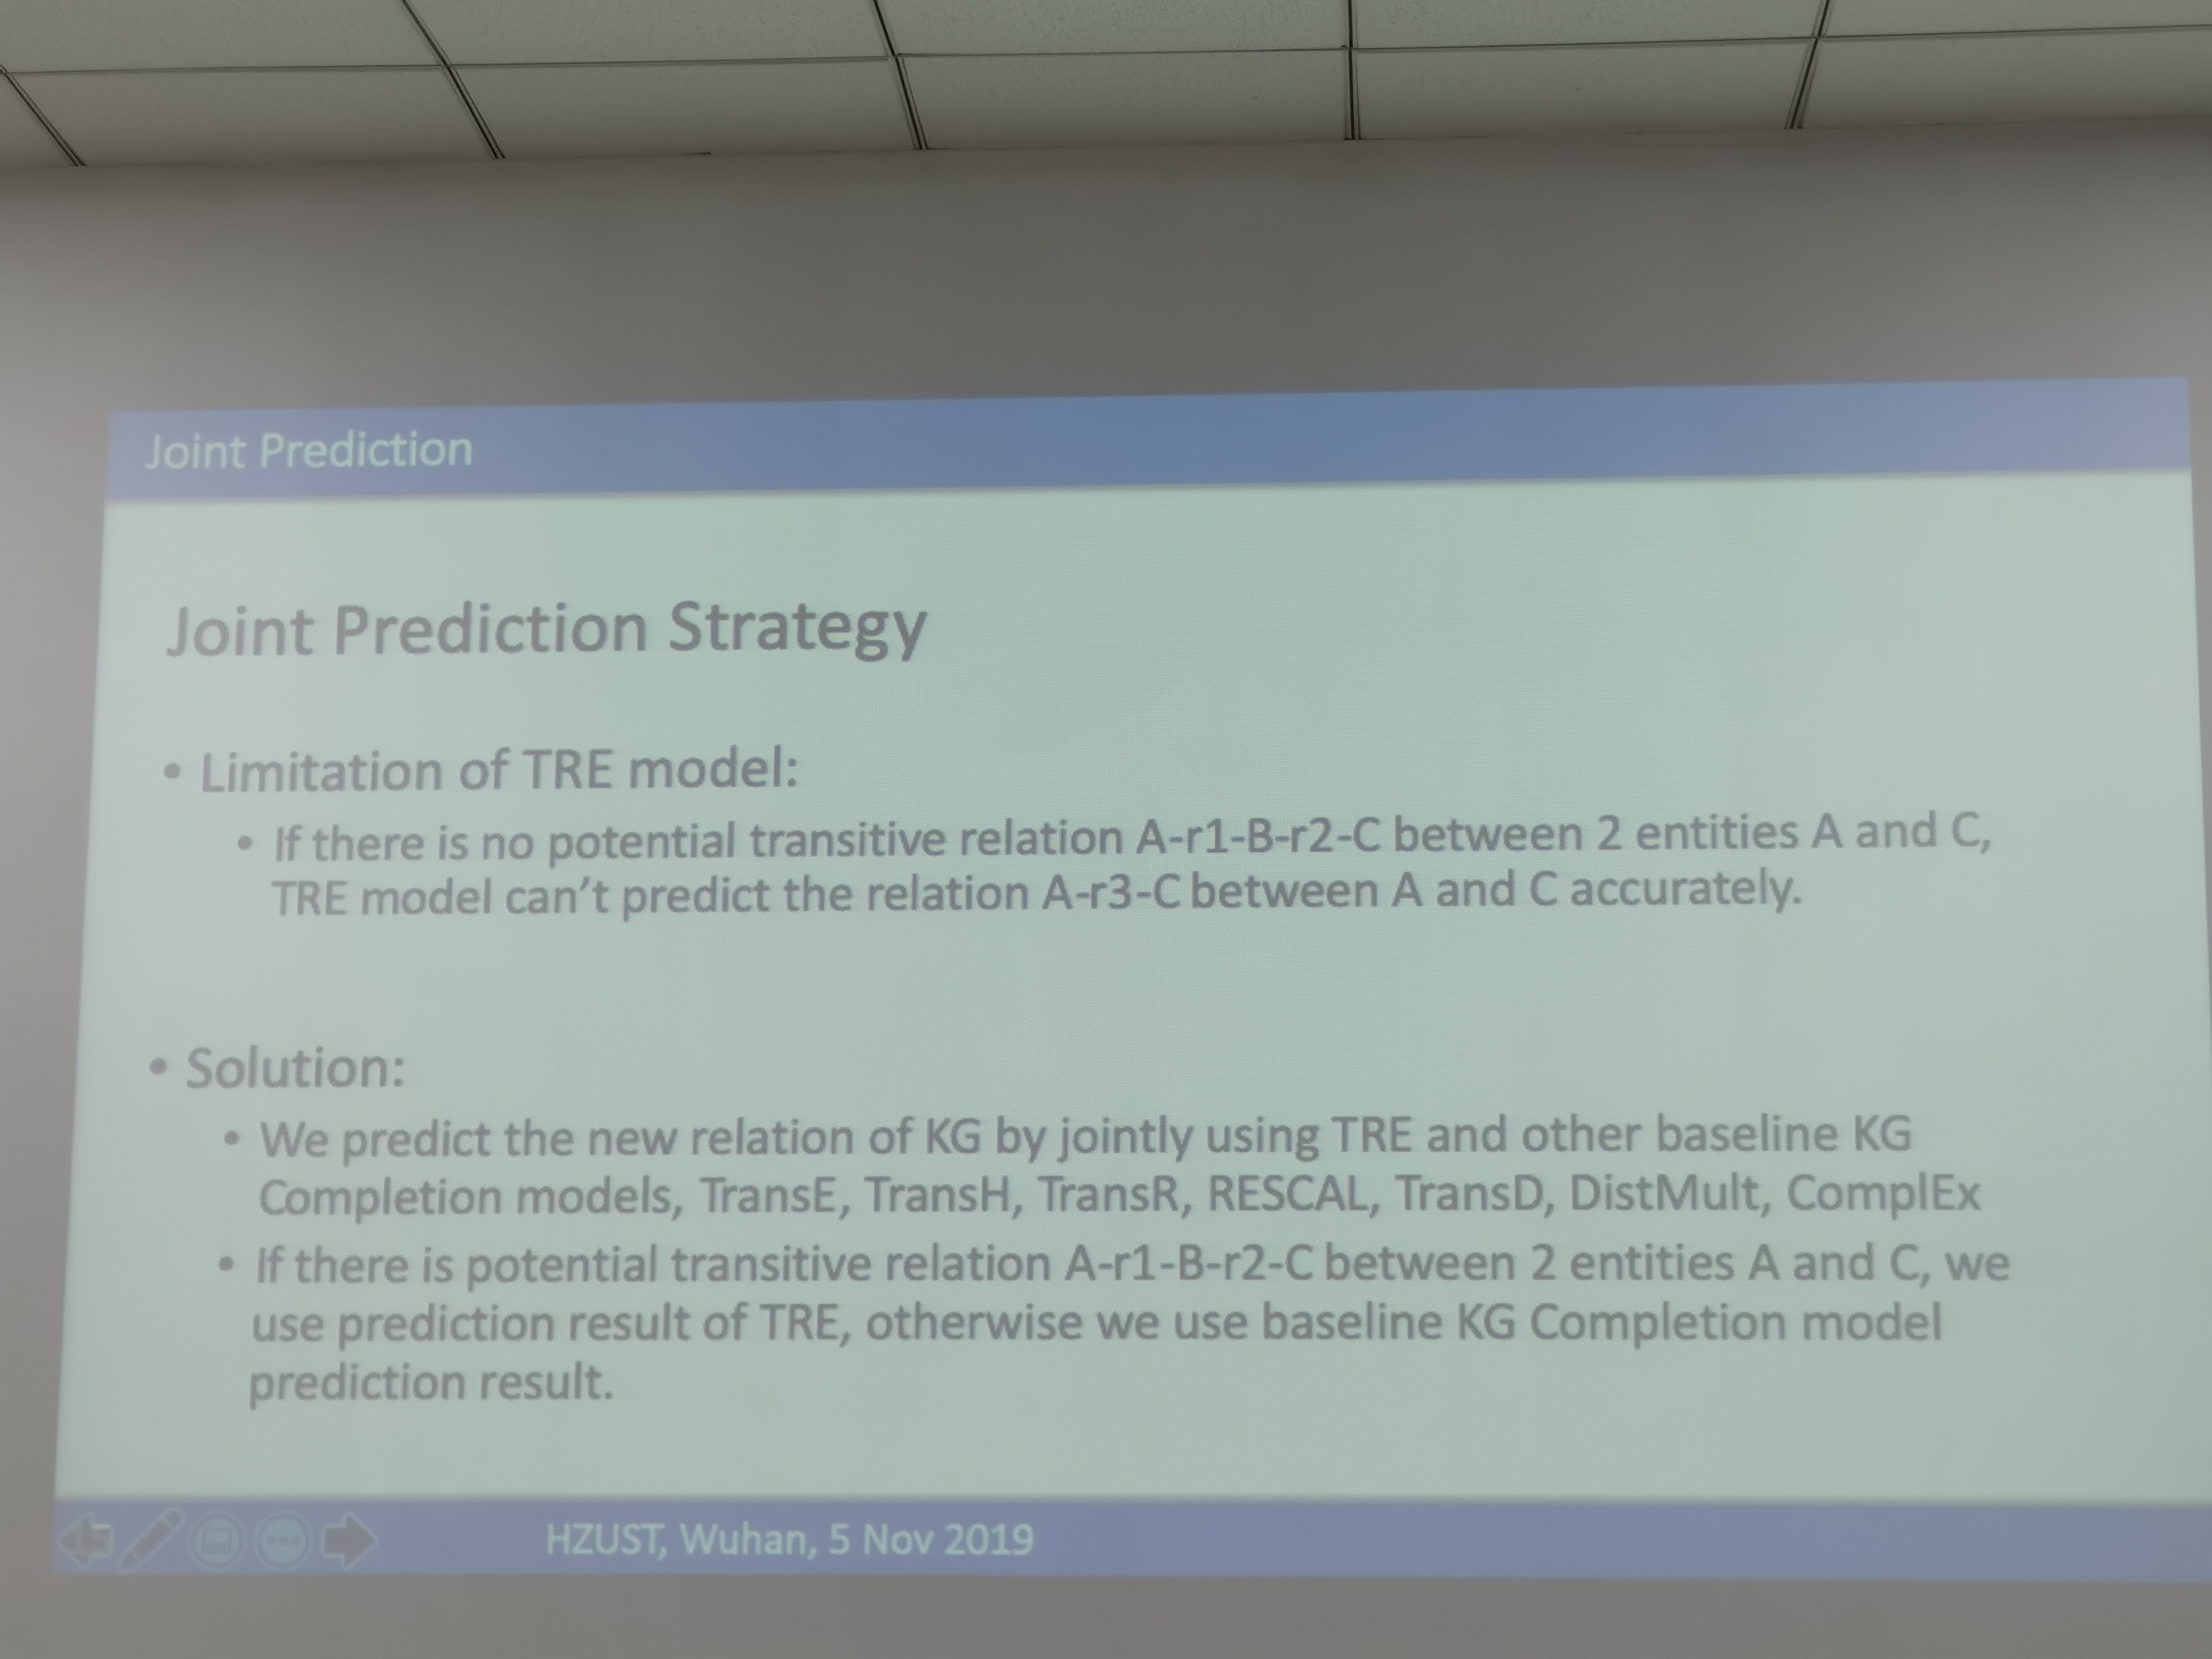 Joint Prediction
Joint Prediction Strategy
• Limitation of TRE model:
• If there is no potential transitive relation A-r1-B-r2-C between 2 entities A and C,
TRE model can't predict the relation A-r3-C between A and C accurately.
• Solution:
• We predict the new relation of KG by jointly using TRE and other baseline KG
Completion models, TransE, TransH, TransR, RESCAL, TransD, DistMult, ComplEx
• If there is potential transitive relation A-r1-B-r2-C between 2 entities A and C, we
use prediction result of TRE, otherwise we use baseline KG Completion model
prediction result.
HZUST, Wuhan, 5 Nov 2019